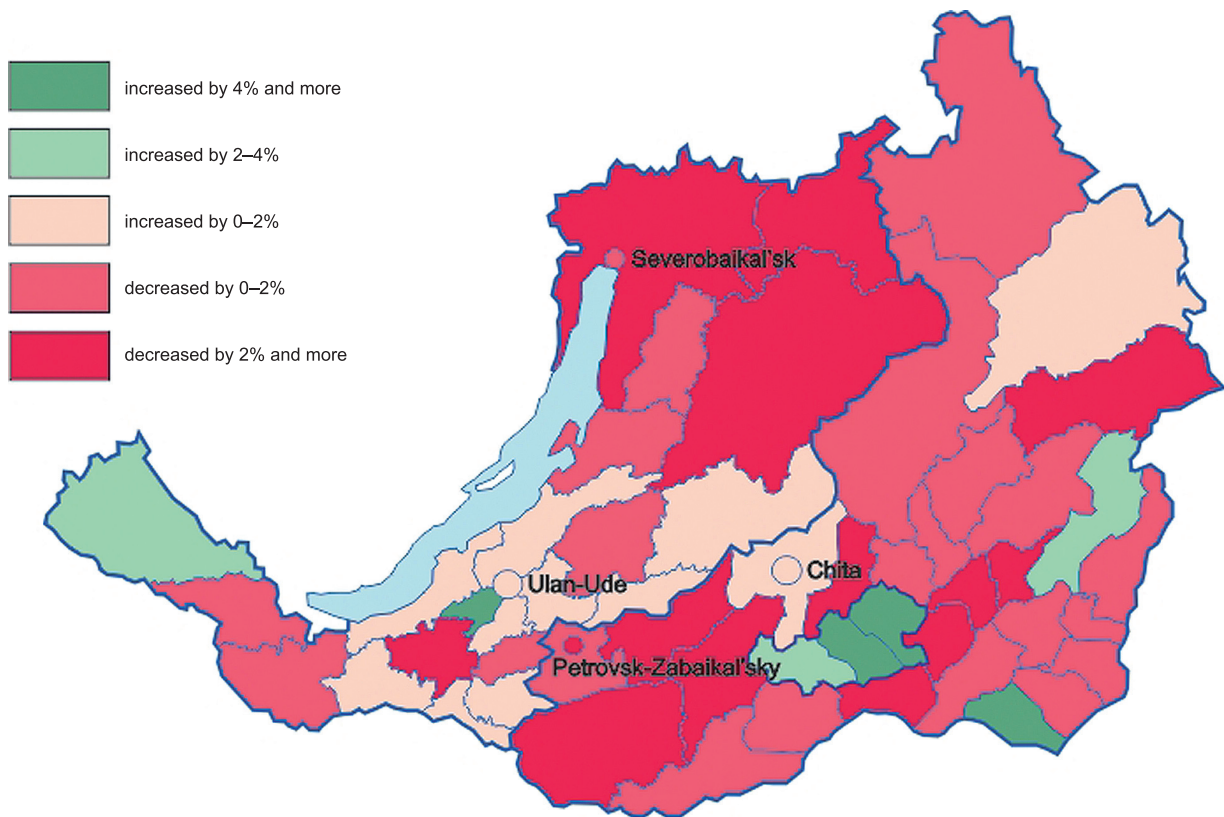 increased by 4% and more
increased by 2–4%
increased by 0–2%
decreased by 0–2%
decreased by 2% and more
Severobaikal'sk
Ulan-Ude
Chita
Petrovsk-Zabaikal'sky